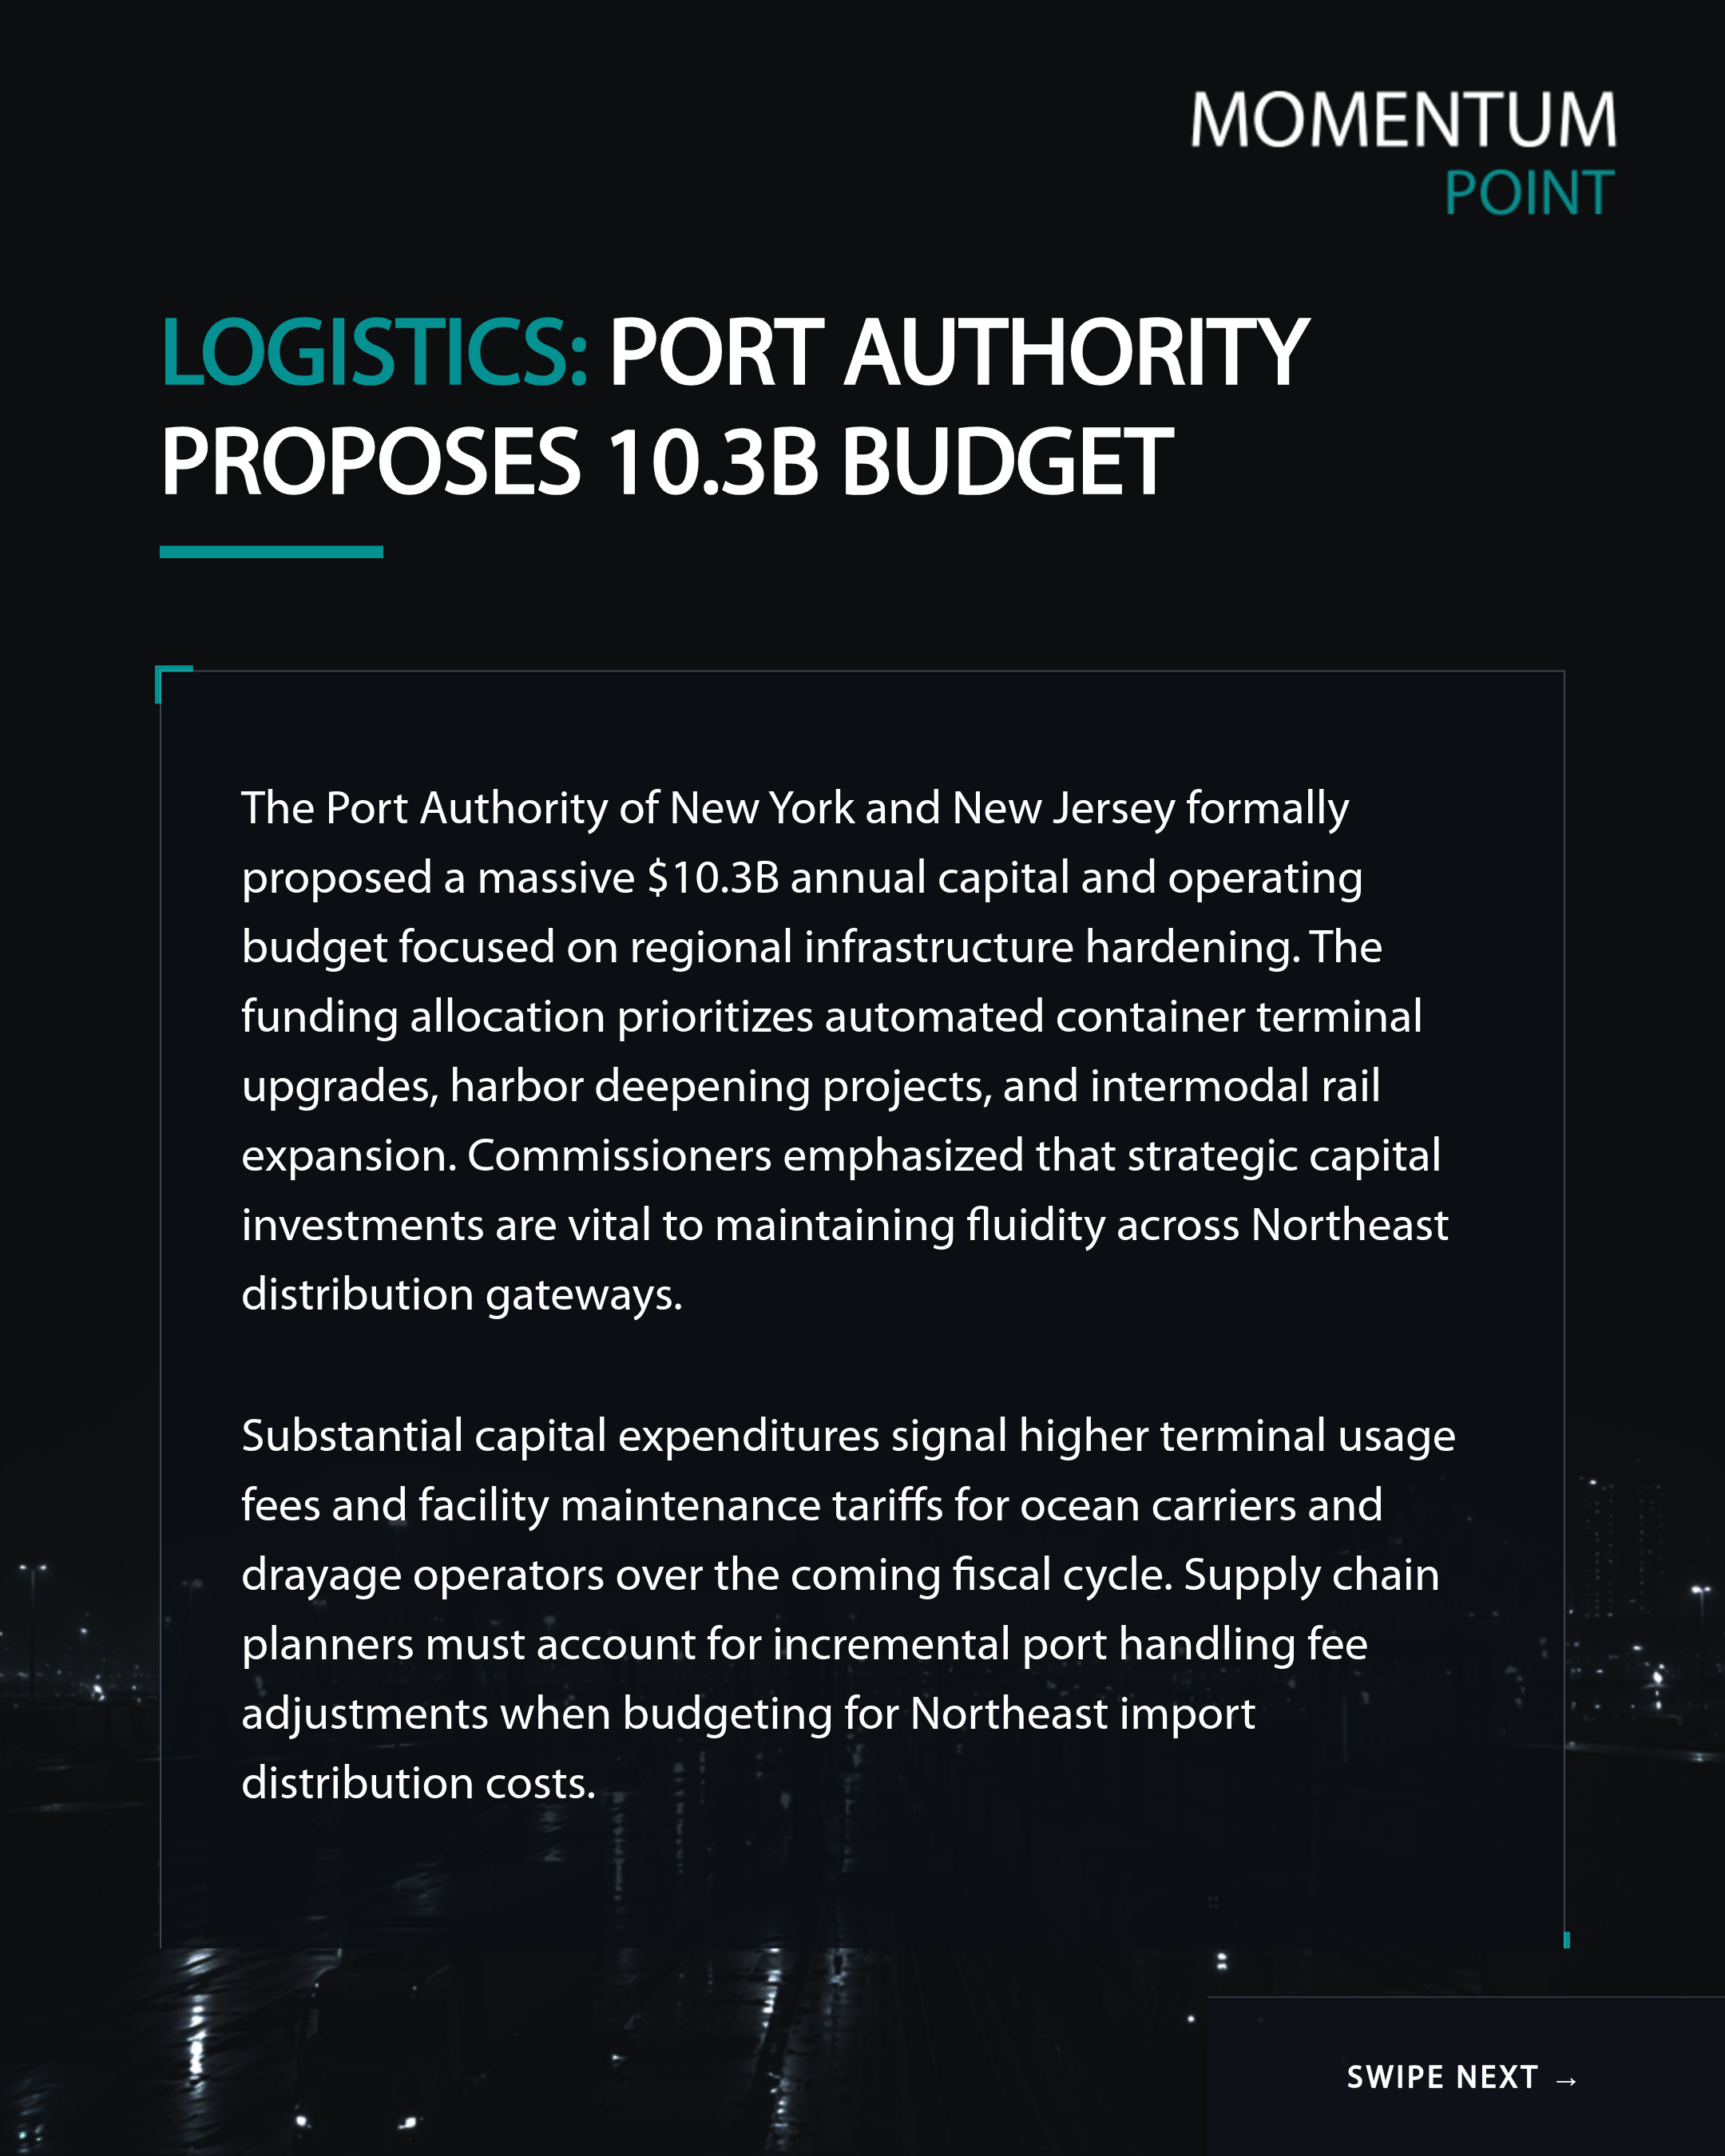 MOMENTUM
POINT
LOGISTICS: PORT AUTHORITY
PROPOSES 10.3B BUDGET
The Port Authority of New York and New Jersey formally
proposed a massive $10.3B annual capital and operating
budget focused on regional infrastructure hardening. The
funding allocation prioritizes automated container terminal
upgrades, harbor deepening projects, and intermodal rail
expansion. Commissioners emphasized that strategic capital
investments are vital to maintaining fluidity across Northeast
distribution gateways.
Substantial capital expenditures signal higher terminal usage
fees and facility maintenance tariffs for ocean carriers and
drayage operators over the coming fiscal cycle. Supply chain
planners must account for incremental port handling fee
adjustments when budgeting for Northeast import
distribution costs.
SWIPE NEXT →